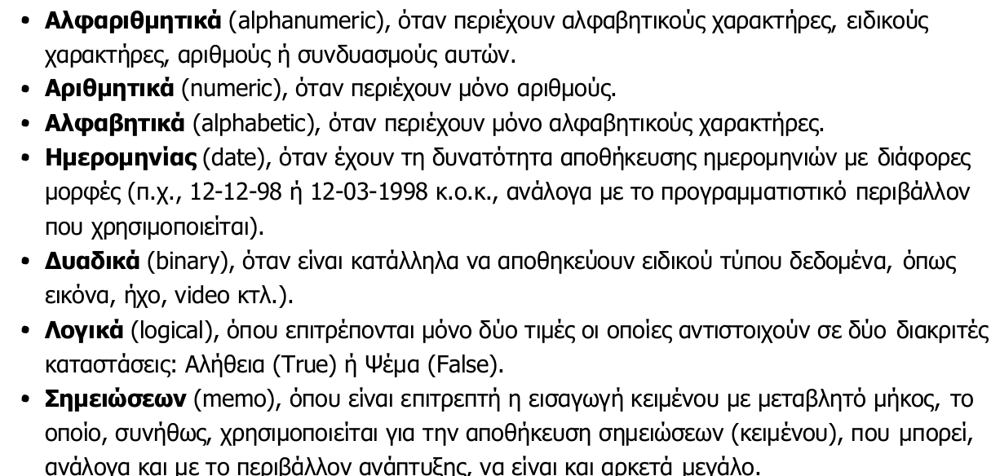 • Αλφαριθμητικά (alphanumeric), όταν περιέχουν αλφαβητικούς χαρακτήρες, ειδικούς
χαρακτήρες, αριθμούς ή συνδυασμούς αυτών.
• Αριθμητικά (numeric), όταν περιέχουν μόνο αριθμούς.
• Αλφαβητικά (alphabetic), όταν περιέχουν μόνο αλφαβητικούς χαρακτήρες.
• Ημερομηνίας (date), όταν έχουν τη δυνατότητα αποθήκευσης ημερομηνιών με διάφορες
μορφές (π.χ., 12-12-98 ή 12-03-1998 κ.ο.κ., ανάλογα με το προγραμματιστικό περιβάλλον
που χρησιμοποιείται).
• Δυαδικά (binary), όταν είναι κατάλληλα να αποθηκεύουν ειδικού τύπου δεδομένα, όπως
εικόνα, ήχο, video κτλ.).
• Λογικά (logical), όπου επιτρέπονται μόνο δύο τιμές οι οποίες αντιστοιχούν σε δύο διακριτές
καταστάσεις: Αλήθεια (True) ή Ψέμα (False).
• Σημειώσεων (memo), όπου είναι επιτρεπτή η εισαγωγή κειμένου με μεταβλητό μήκος, το
οποίο, συνήθως, χρησιμοποιείται για την αποθήκευση σημειώσεων (κειμένου), που μπορεί,
ανάλογα και με το περιβάλλον ανάπτυξης, να είναι και αρκετά μεγάλο.